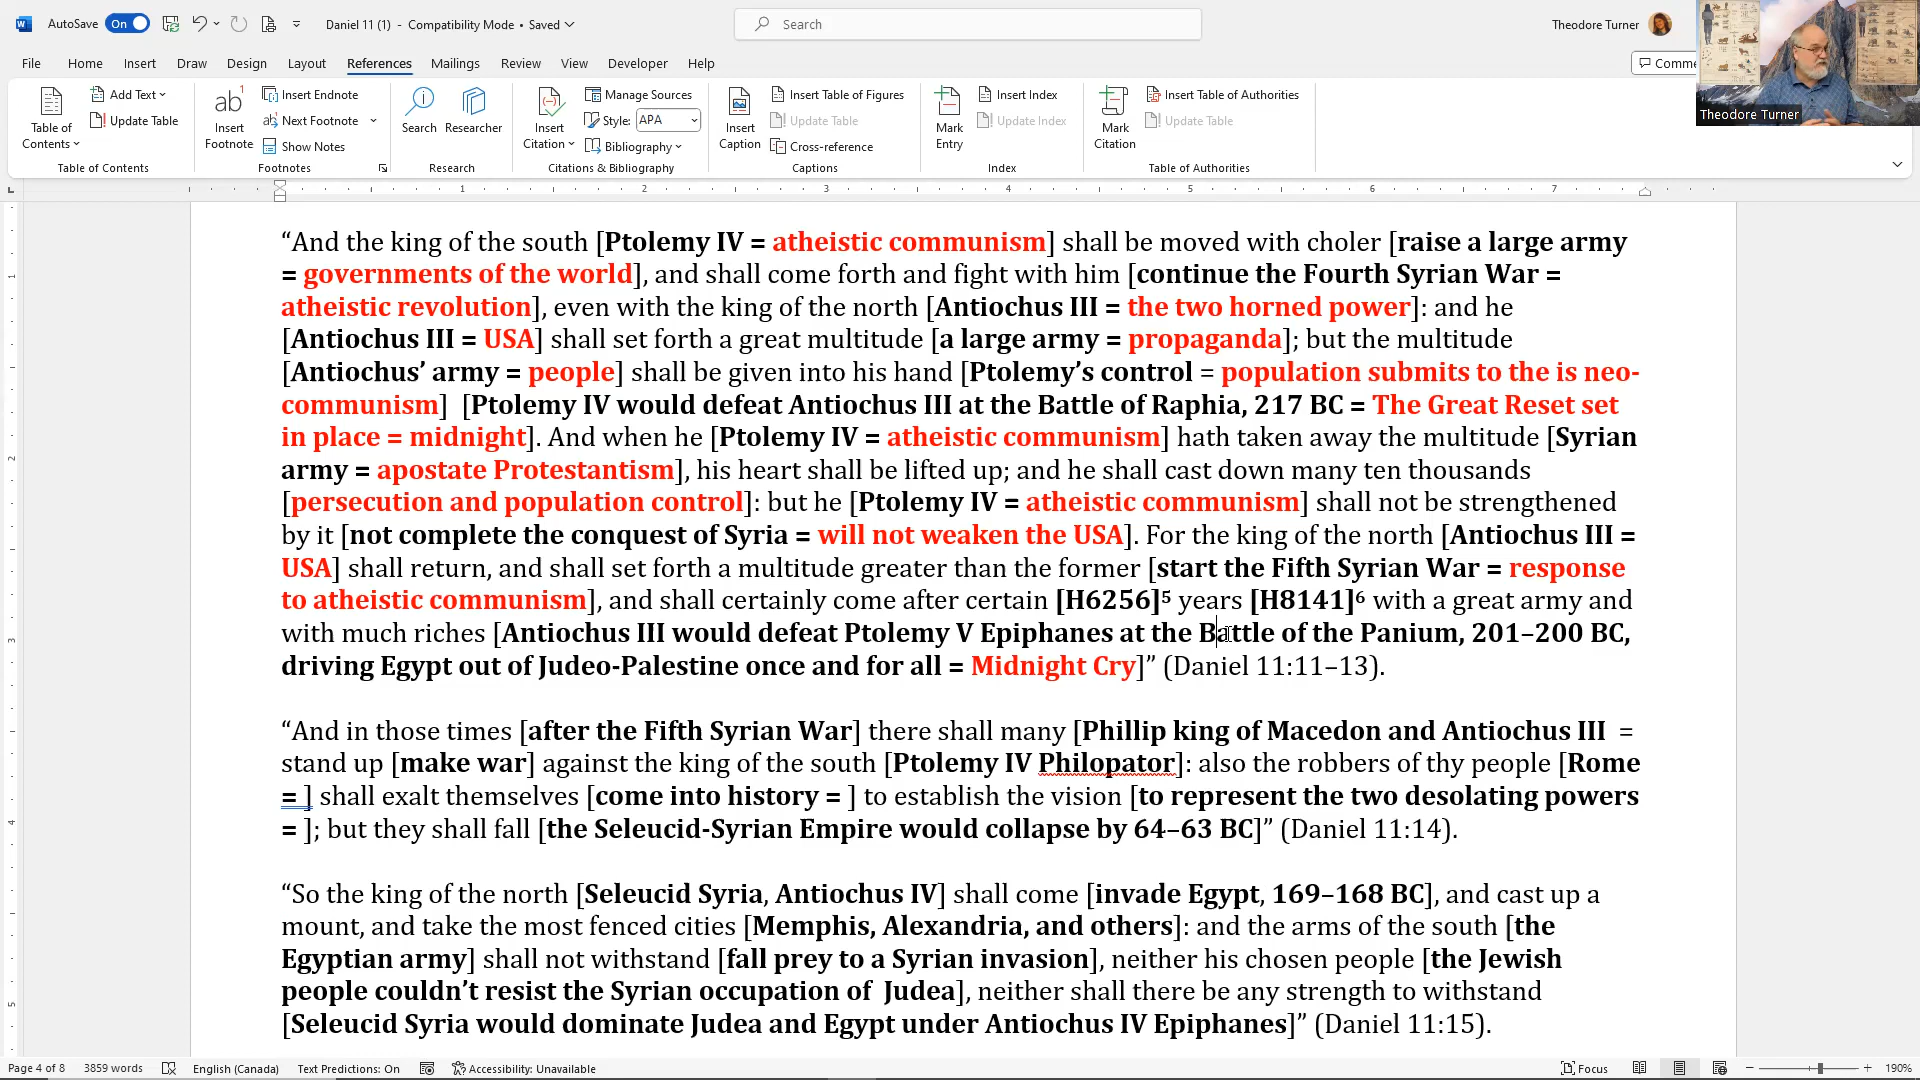 AutoSave On Daniel 11 (1) - Compatibility Mode • Saved Search Theodore Turner
File Home Insert Draw Design Layout References Mailings Review View Developer Help Comme
Table of Contents
Add Text
Update Table
Table of Contents
ab Insert Footnote
Insert Endnote
Next Footnote
Show Notes
Footnotes
Search
Researcher
Research
Insert Citation
Manage Sources
Style: APA
Bibliography
Citations & Bibliography
Insert Caption
Insert Table of Figures
Update Table
Cross-reference
Captions
Mark Entry
Insert Index
Update Index
Index
Mark Citation
Insert Table of Authorities
Update Table
Table of Authorities
Theodore Turner
1 2 3 4 5 6 7
“And the king of the south [Ptolemy IV = atheistic communism] shall be moved with choler [raise a large army
= governments of the world], and shall come forth and fight with him [continue the Fourth Syrian War =
atheistic revolution], even with the king of the north [Antiochus III = the two horned power]: and he
[Antiochus III = USA] shall set forth a great multitude [a large army = propaganda]; but the multitude
[Antiochus’ army = people] shall be given into his hand [Ptolemy’s control = population submits to the is neo-
communism] [Ptolemy IV would defeat Antiochus III at the Battle of Raphia, 217 BC = The Great Reset set
in place = midnight]. And when he [Ptolemy IV = atheistic communism] hath taken away the multitude [Syrian
army = apostate Protestantism], his heart shall be lifted up; and he shall cast down many ten thousands
[persecution and population control]: but he [Ptolemy IV = atheistic communism] shall not be strengthened
by it [not complete the conquest of Syria = will not weaken the USA]. For the king of the north [Antiochus III =
USA] shall return, and shall set forth a multitude greater than the former [start the Fifth Syrian War = response
to atheistic communism], and shall certainly come after certain [H6256]⁵ years [H8141]⁶ with a great army and
with much riches [Antiochus III would defeat Ptolemy V Epiphanes at the Battle of the Panium, 201–200 BC,
driving Egypt out of Judeo-Palestine once and for all = Midnight Cry]” (Daniel 11:11–13).
“And in those times [after the Fifth Syrian War] there shall many [Phillip king of Macedon and Antiochus III =
stand up [make war] against the king of the south [Ptolemy IV Philopator]: also the robbers of thy people [Rome
= ] shall exalt themselves [come into history = ] to establish the vision [to represent the two desolating powers
= ]; but they shall fall [the Seleucid-Syrian Empire would collapse by 64–63 BC]” (Daniel 11:14).
“So the king of the north [Seleucid Syria, Antiochus IV] shall come [invade Egypt, 169–168 BC], and cast up a
mount, and take the most fenced cities [Memphis, Alexandria, and others]: and the arms of the south [the
Egyptian army] shall not withstand [fall prey to a Syrian invasion], neither his chosen people [the Jewish
people couldn’t resist the Syrian occupation of Judea], neither shall there be any strength to withstand
[Seleucid Syria would dominate Judea and Egypt under Antiochus IV Epiphanes]” (Daniel 11:15).
Page 4 of 8 3859 words English (Canada) Text Predictions: On Accessibility: Unavailable Focus 190%